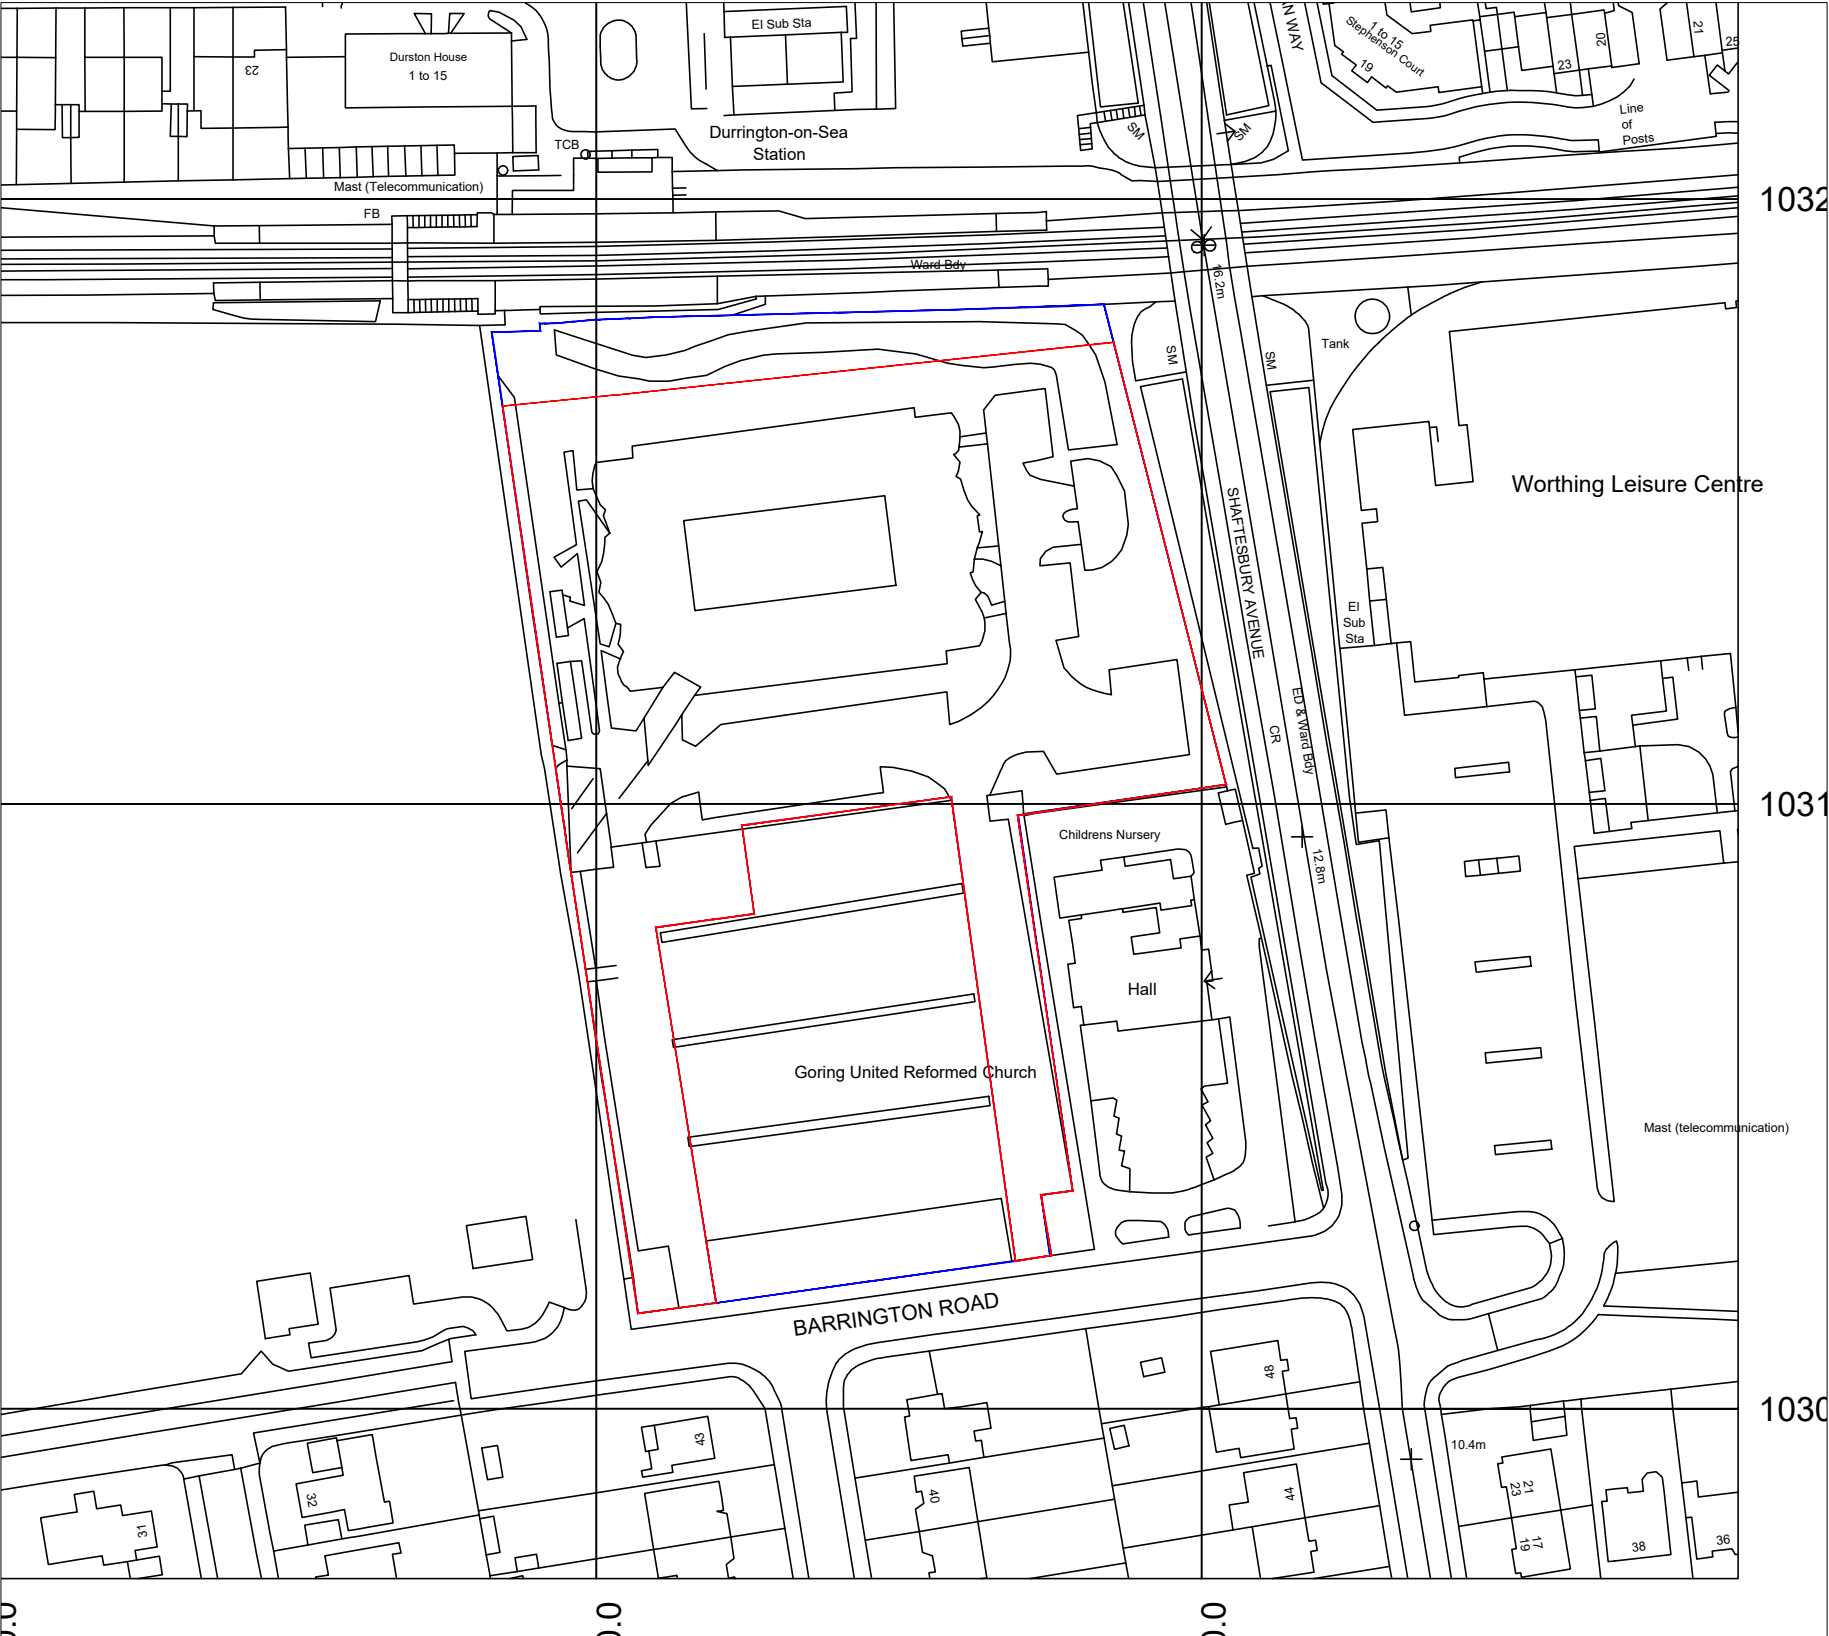 El Sub Sta
Durston House
1 to 15
23
1 to 15
Stephenson Court
19
20
23
21
25
Line
of
Posts
Durrington-on-Sea
Station
TCB
SM
SM
Mast (Telecommunication)
FB
1032
Ward Bdy
16.2m
Tank
SM
SM
Worthing Leisure Centre
SHAFTESBURY AVENUE
El
Sub
Sta
ED & Ward Bdy
CR
1031
Childrens Nursery
12.8m
Hall
Goring United Reformed Church
Mast (telecommunication)
BARRINGTON ROAD
48
1030
43
10.4m
32
31
40
44
23
21
19
17
38
36